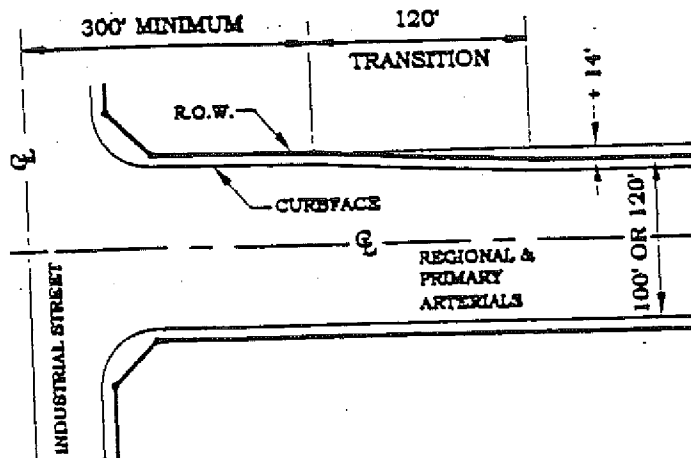 300' MINIMUM
120'
TRANSITION
+ 14'
R.O.W.
℄
CURBFACE
℄
REGIONAL &
PRIMARY
ARTERIALS
100' OR 120'
INDUSTRIAL STREET